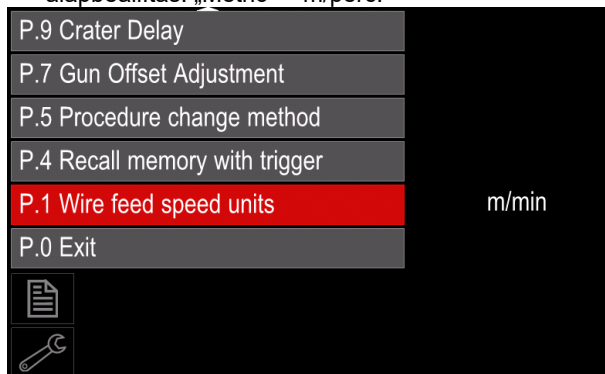 P.9 Crater Delay
P.7 Gun Offset Adjustment
P.5 Procedure change method
P.4 Recall memory with trigger
P.1 Wire feed speed units m/min
P.0 Exit